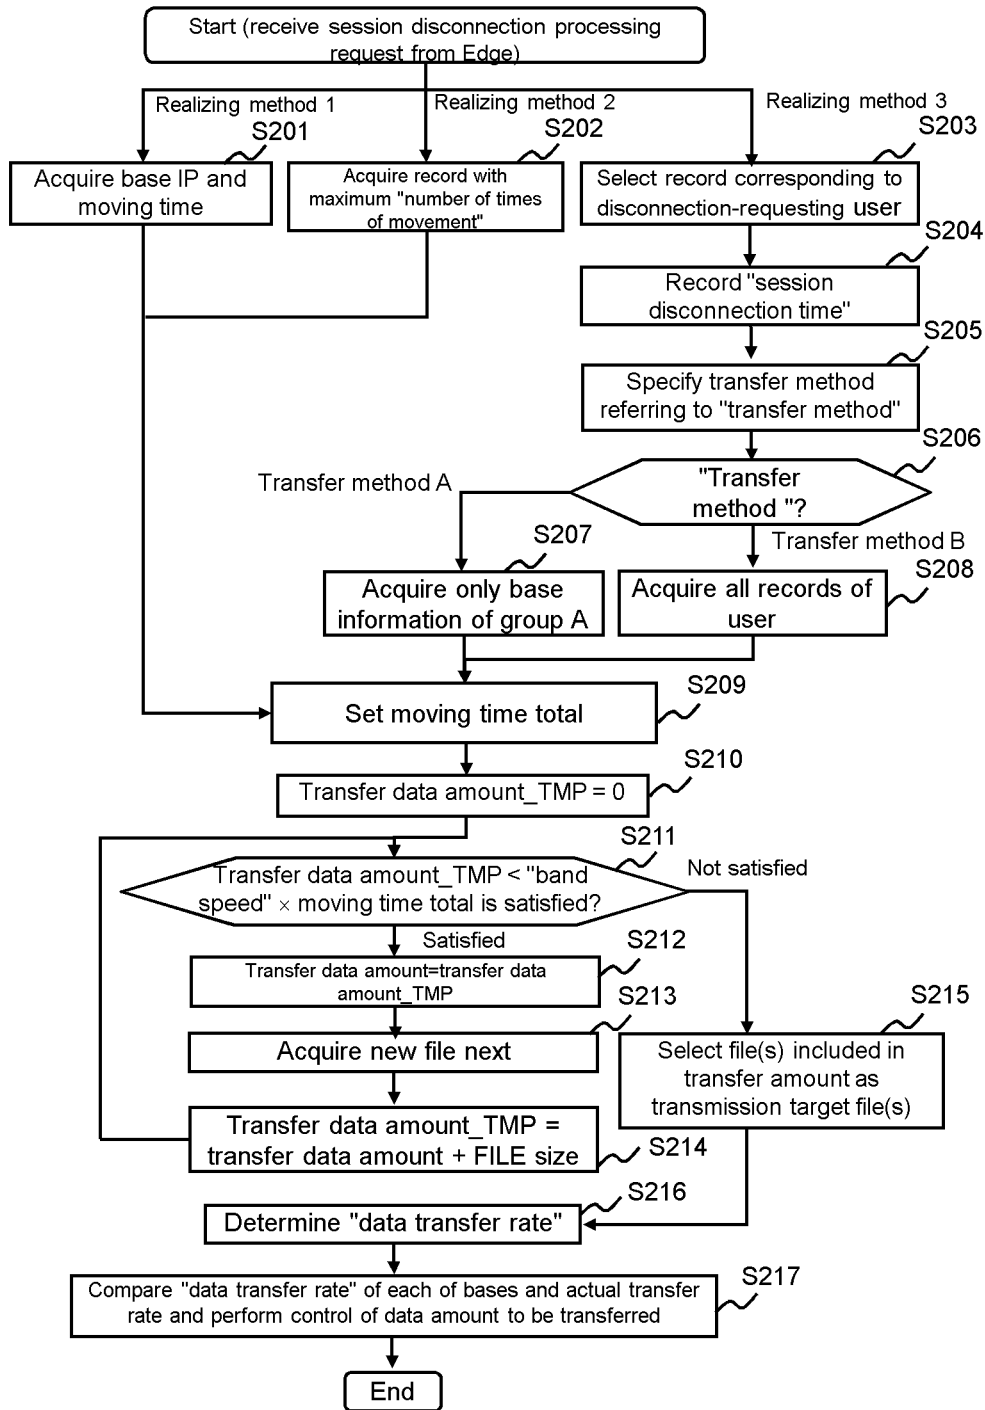 Start (receive session disconnection processing
request from Edge)
Realizing method 1
Realizing method 2
Realizing method 3
S201
S202
S203
Acquire base IP and
moving time
Acquire record with
maximum "number of times
of movement"
Select record corresponding to
disconnection-requesting user
S204
Record "session
disconnection time"
S205
Specify transfer method
referring to "transfer method"
S206
"Transfer
method "?
Transfer method A
Transfer method B
S207
S208
Acquire only base
information of group A
Acquire all records of
user
S209
Set moving time total
S210
Transfer data amount_TMP = 0
S211
Transfer data amount_TMP < "band
speed" × moving time total is satisfied?
Not satisfied
Satisfied
S212
Transfer data amount=transfer data
amount_TMP
S213
Acquire new file next
S215
Select file(s) included in
transfer amount as
transmission target file(s)
Transfer data amount_TMP =
transfer data amount + FILE size
S214
S216
Determine "data transfer rate"
S217
Compare "data transfer rate" of each of bases and actual transfer
rate and perform control of data amount to be transferred
End